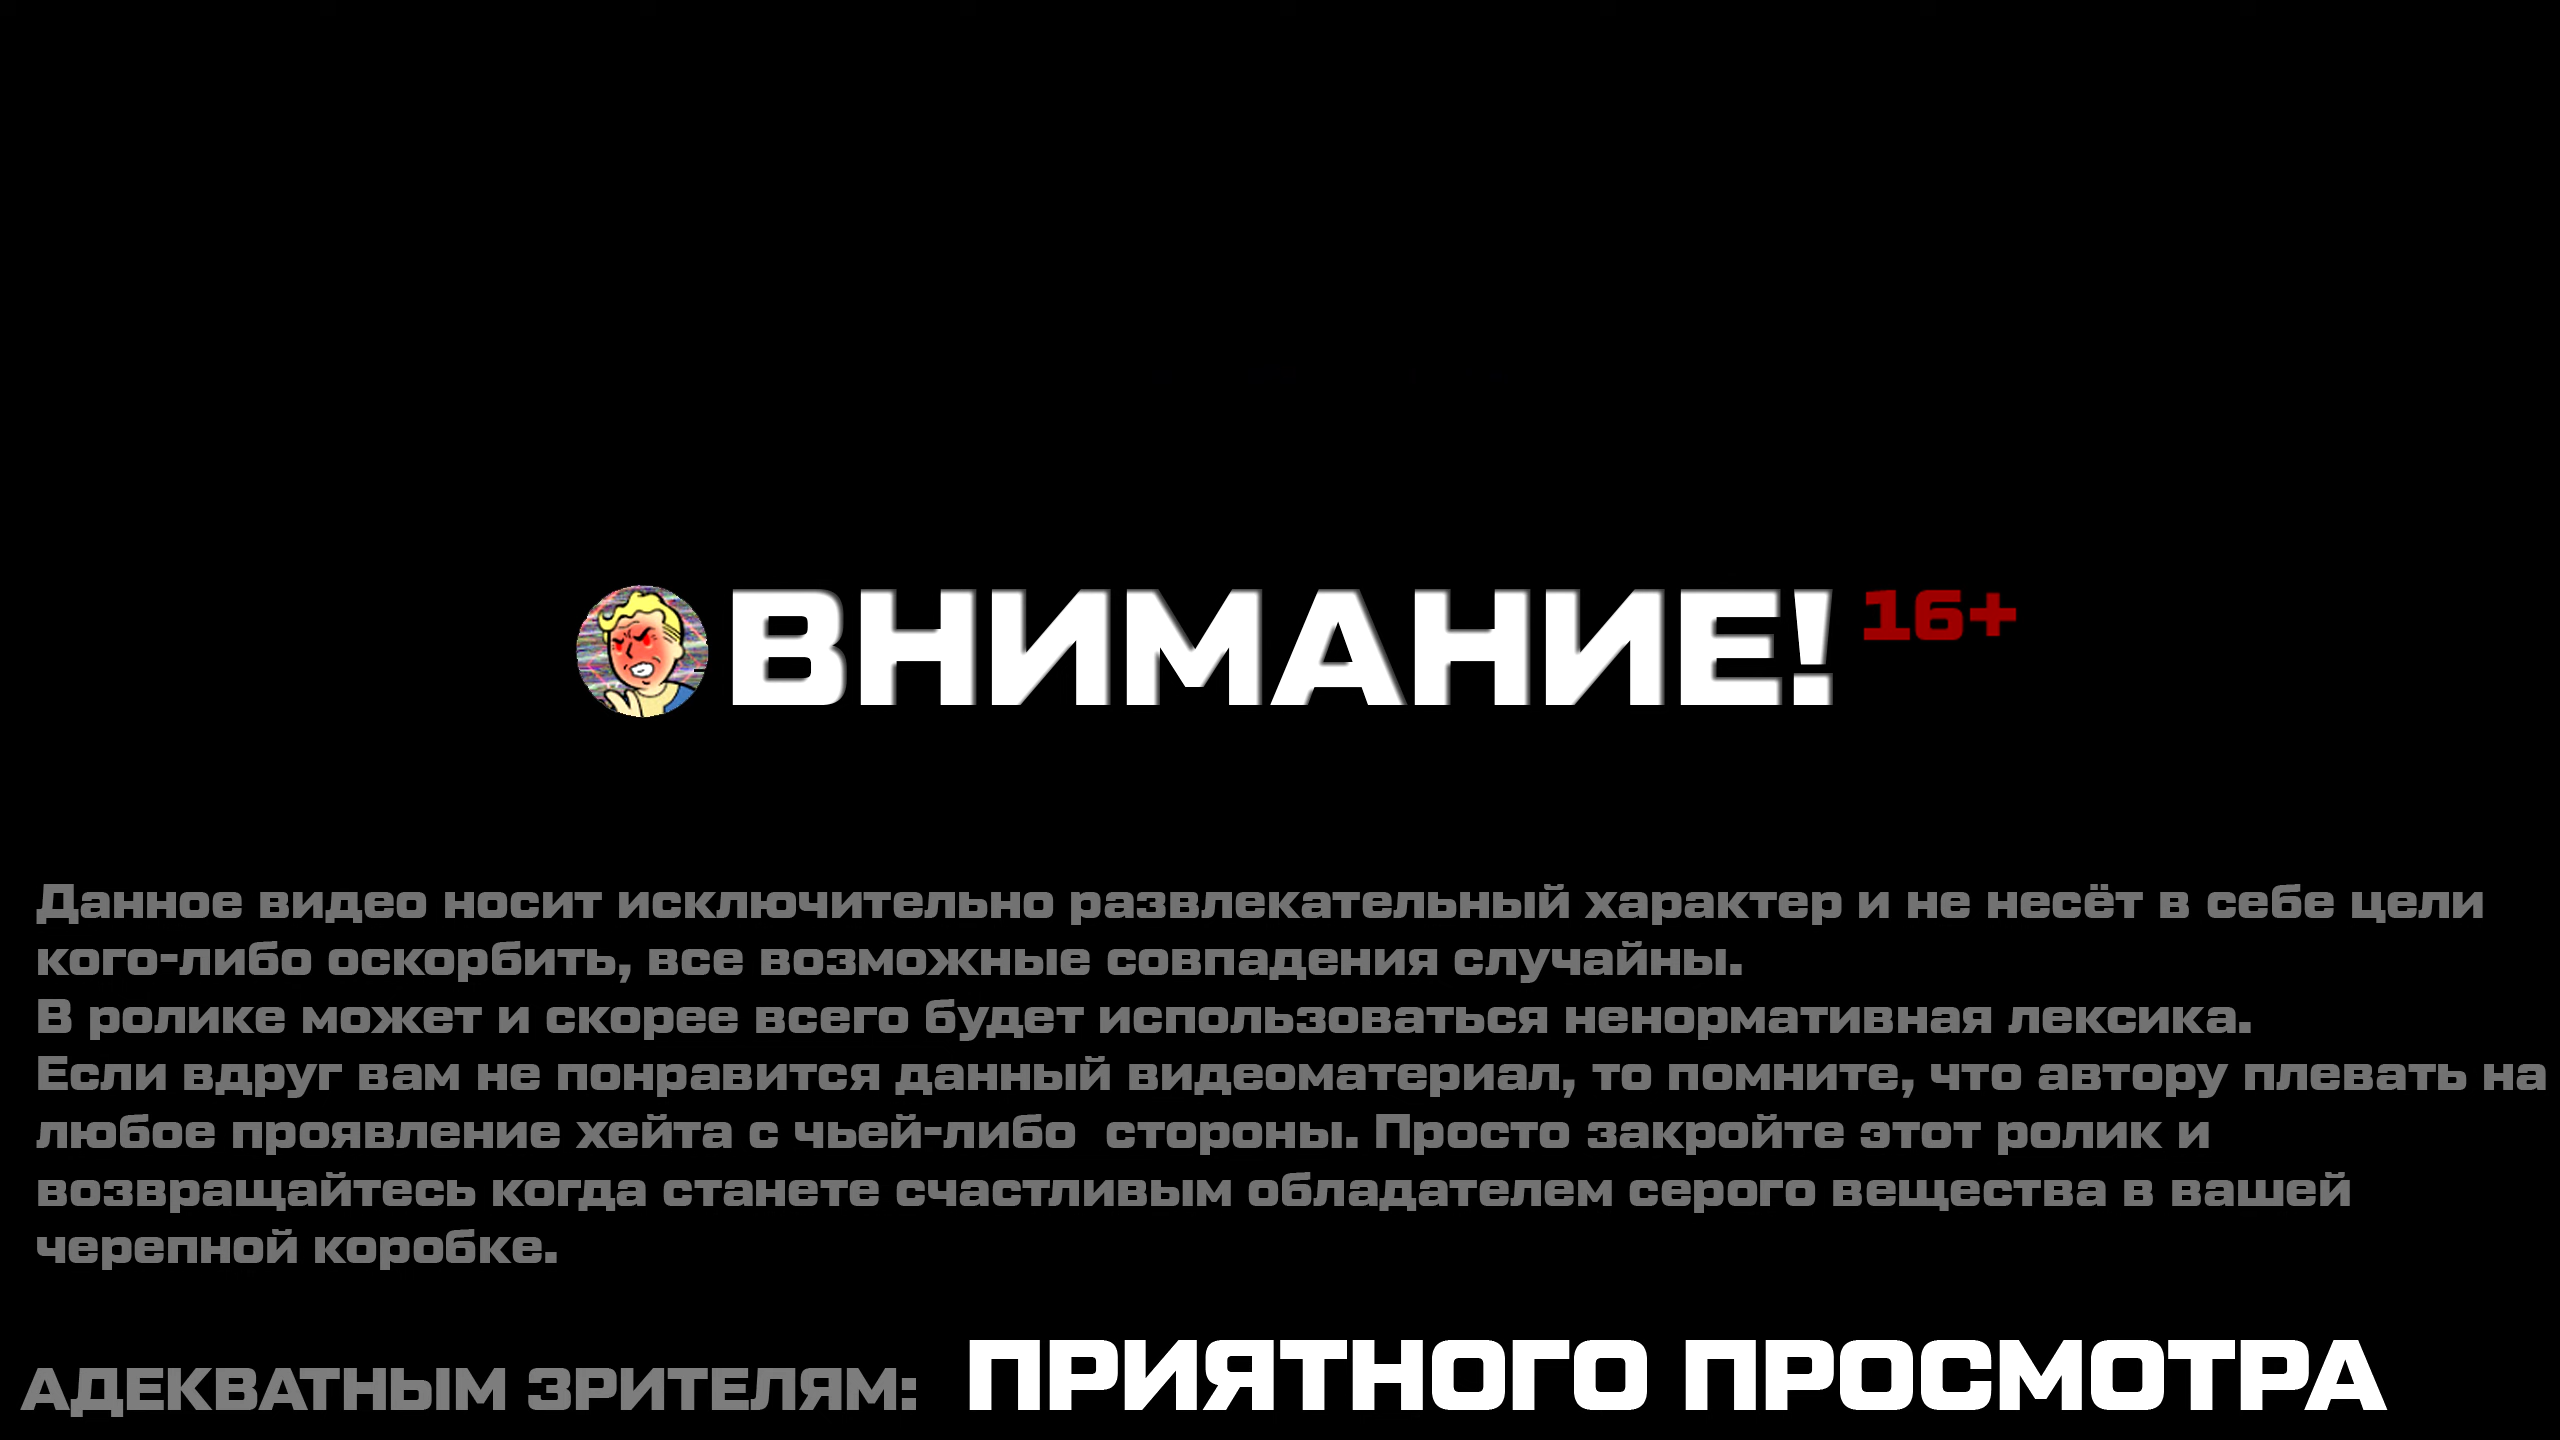 ВНИМАНИЕ! 16+
Данное видео носит исключительно развлекательный характер и не несёт в себе цели
кого-либо оскорбить, все возможные совпадения случайны.
В ролике может и скорее всего будет использоваться ненормативная лексика.
Если вдруг вам не понравится данный видеоматериал, то помните, что автору плевать на
любое проявление хейта с чьей-либо  стороны. Просто закройте этот ролик и
возвращайтесь когда станете счастливым обладателем серого вещества в вашей
черепной коробке.
АДЕКВАТНЫМ ЗРИТЕЛЯМ: ПРИЯТНОГО ПРОСМОТРА